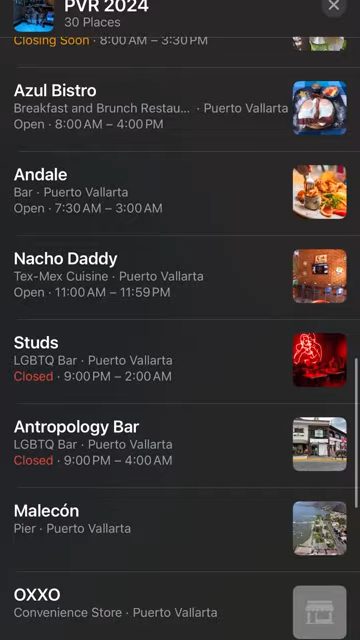 PVR 2024
30 Places
Closing Soon · 8:00 AM – 3:30 PM
Azul Bistro
Breakfast and Brunch Restau... · Puerto Vallarta
Open · 8:00 AM – 4:00 PM
Andale
Bar · Puerto Vallarta
Open · 7:30 AM – 3:00 AM
Nacho Daddy
Tex-Mex Cuisine · Puerto Vallarta
Open · 11:00 AM – 11:59 PM
Studs
LGBTQ Bar · Puerto Vallarta
Closed · 9:00 PM – 2:00 AM
Antropology Bar
LGBTQ Bar · Puerto Vallarta
Closed · 9:00 PM – 4:00 AM
Malecón
Pier · Puerto Vallarta
OXXO
Convenience Store · Puerto Vallarta